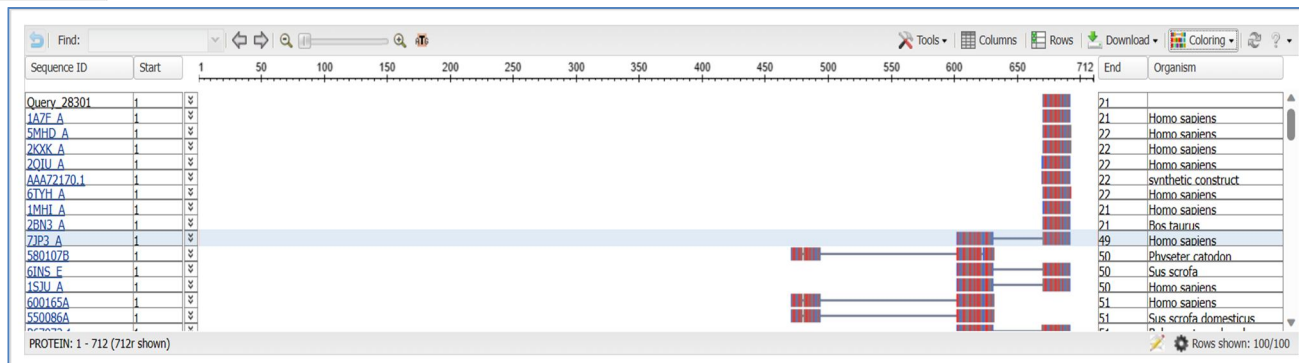 Find: Tools Columns Rows Download Coloring ?
Sequence ID Start 1 50 100 150 200 250 300 350 400 450 500 550 600 650 712 End Organism
Query_28301 1 21
1A7F_A 1 21 Homo sapiens
5MHD_A 1 22 Homo sapiens
2KXK_A 1 22 Homo sapiens
2QIU_A 1 22 Homo sapiens
AAA72170.1 1 22 synthetic construct
6TYH_A 1 22 Homo sapiens
1MHI_A 1 21 Homo sapiens
2BN3_A 1 21 Bos taurus
7JP3_A 1 49 Homo sapiens
580107B 1 50 Physeter catodon
6INS_E 1 50 Sus scrofa
1SJU_A 1 50 Homo sapiens
600165A 1 51 Homo sapiens
550086A 1 51 Sus scrofa domesticus
PROTEIN: 1 - 712 (712r shown) Rows shown: 100/100